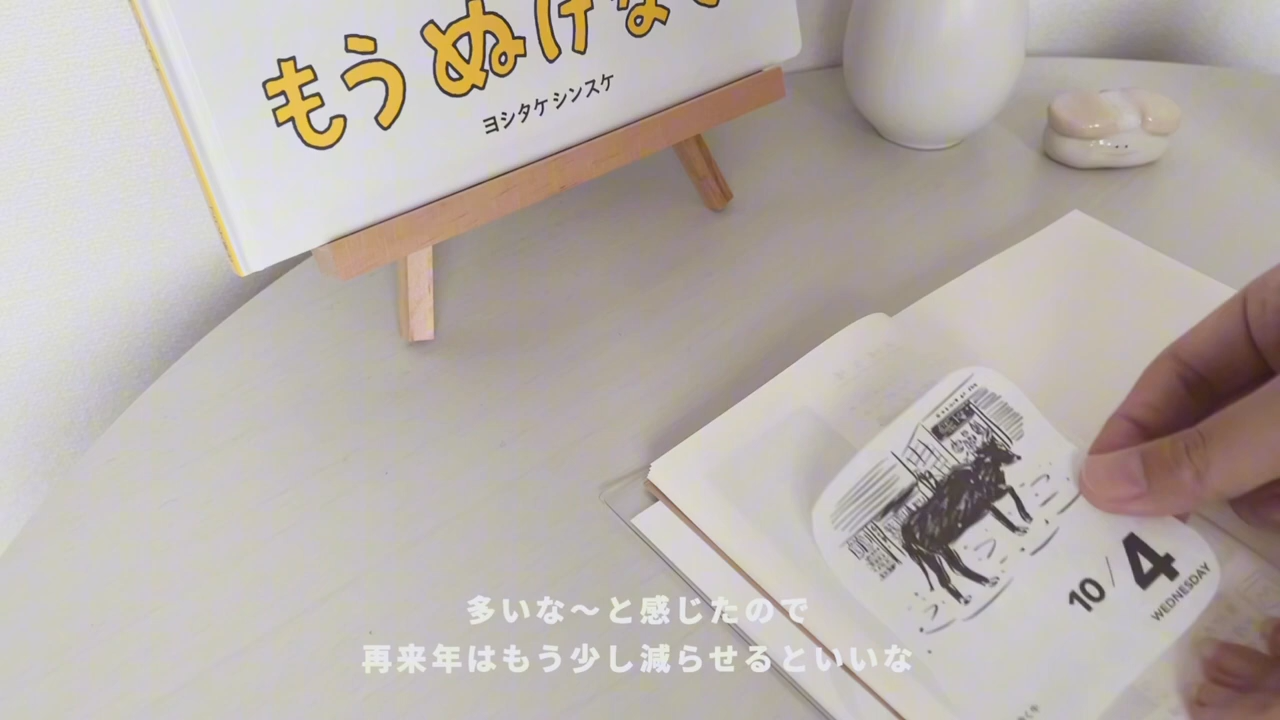 もうぬげない
ヨシタケシンスケ
10/4
WEDNESDAY
多いな〜と感じたので
再来年はもう少し減らせるといいな